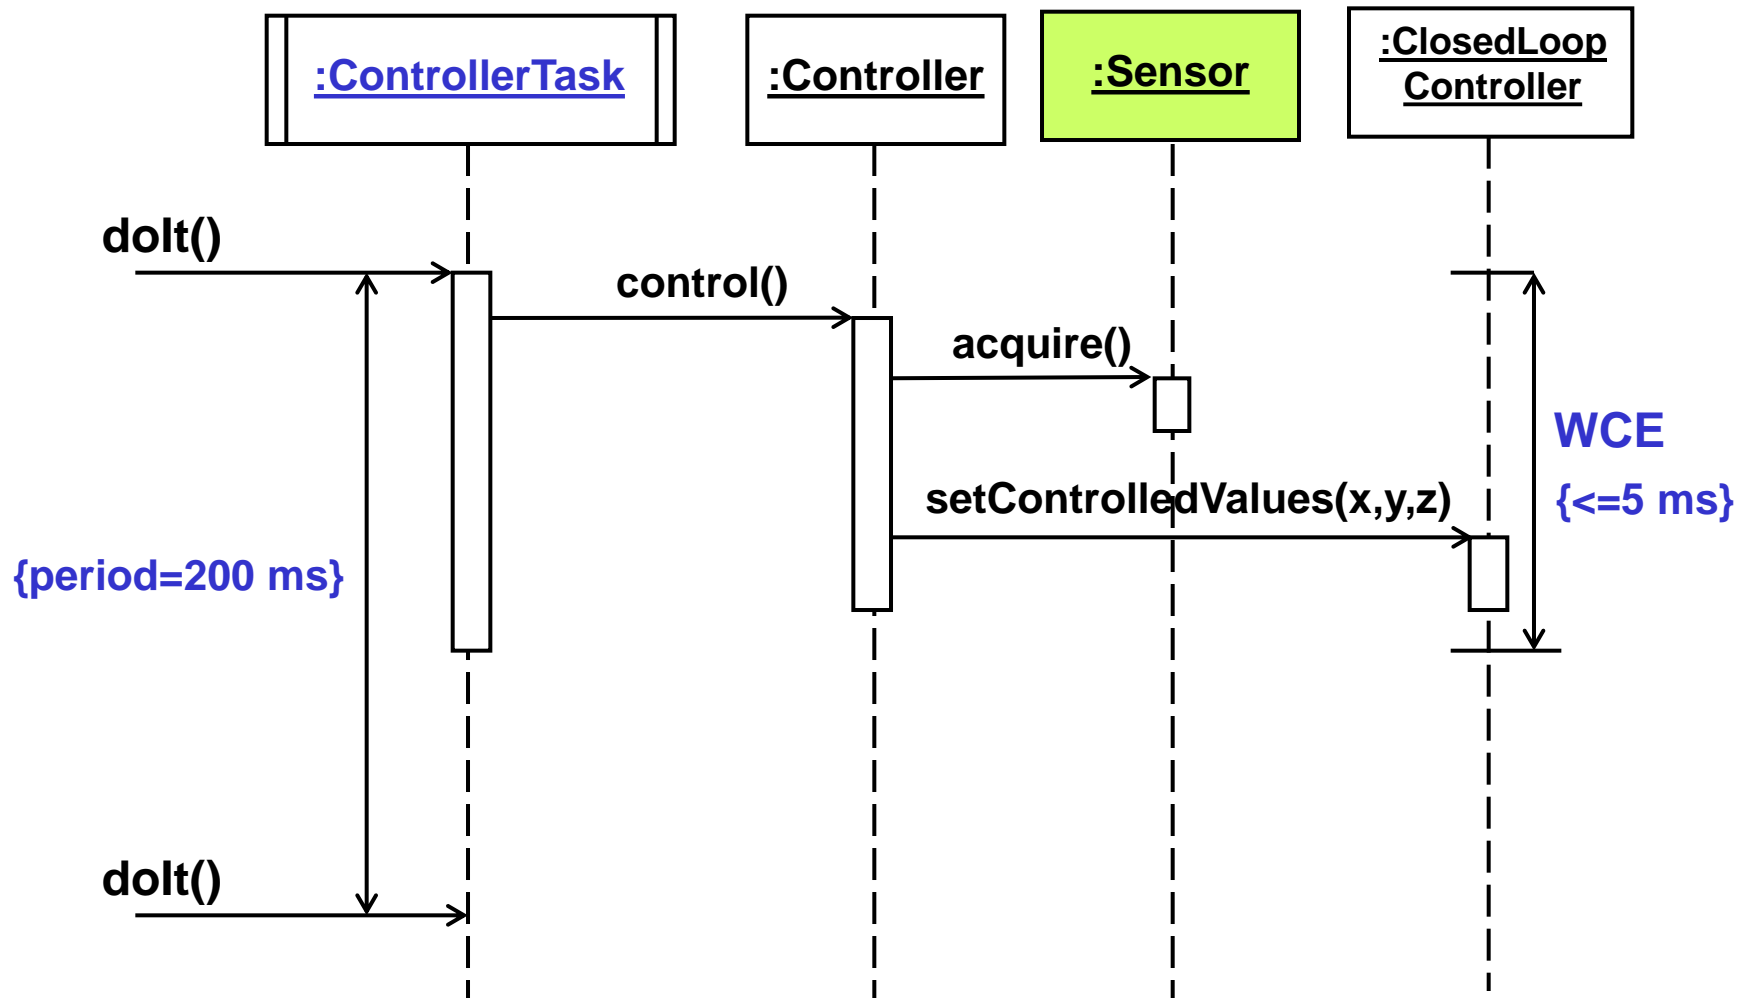 :ControllerTask
:Controller
:Sensor
:ClosedLoop
Controller
doIt()
control()
acquire()
WCE
setControlledValues(x,y,z)
{<=5 ms}
{period=200 ms}
doIt()